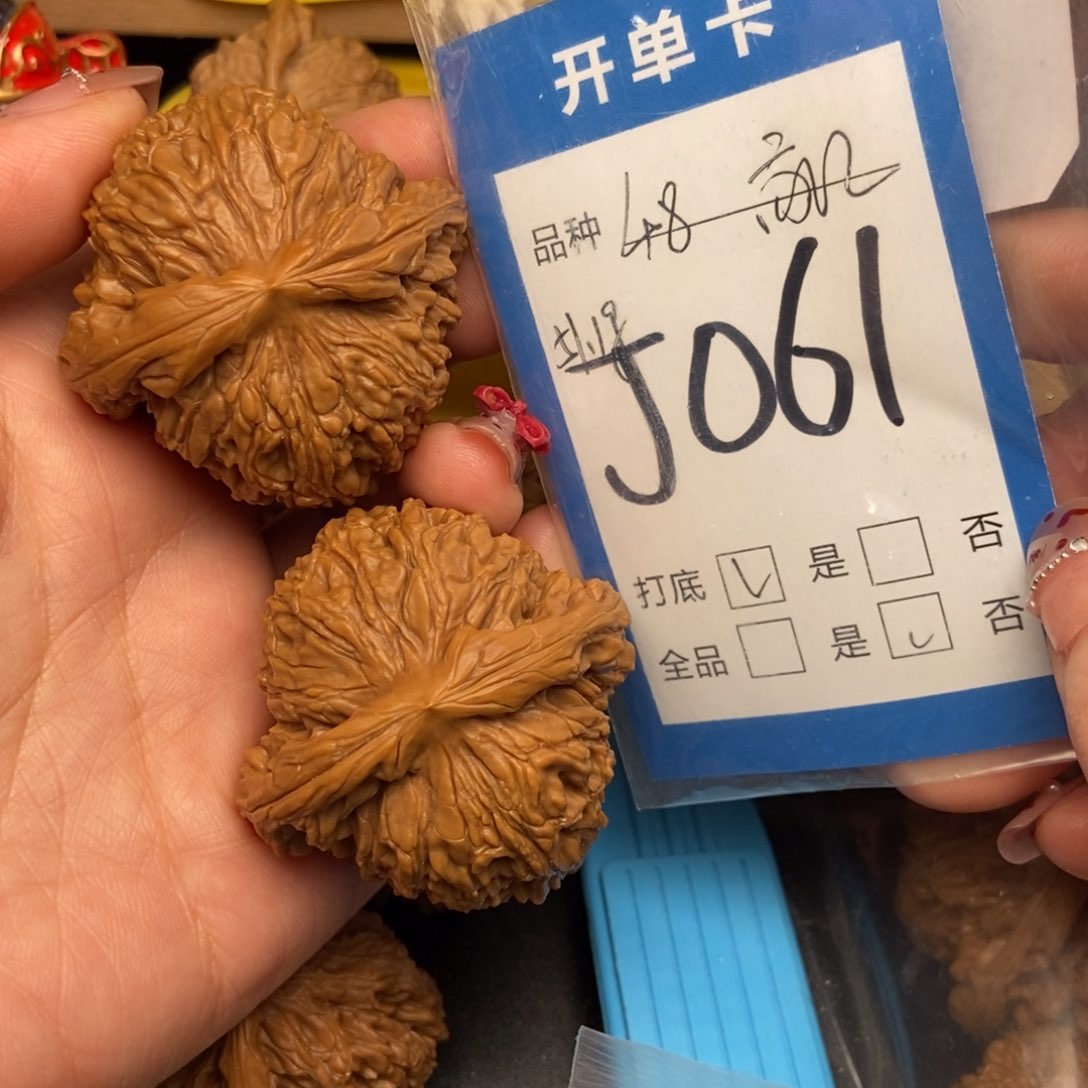 开单卡
品种 48
J061
打底 是 否
全品 是 否